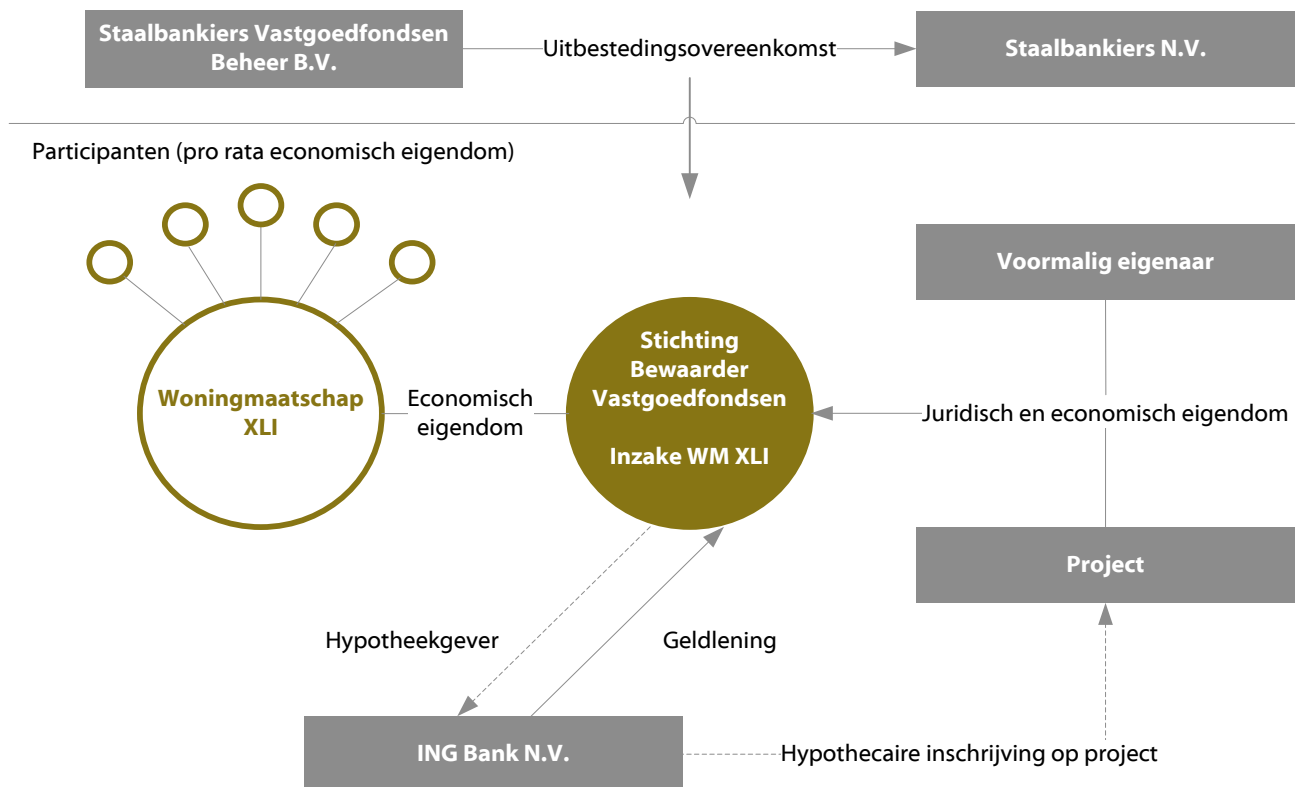 Staalbankiers Vastgoedfondsen
Beheer B.V.
Uitbestedingsovereenkomst
Staalbankiers N.V.
Participanten (pro rata economisch eigendom)
Voormalig eigenaar
Woningmaatschap
XLI
Economisch
eigendom
Stichting
Bewaarder
Vastgoedfondsen
Inzake WM XLI
Juridisch en economisch eigendom
Project
Hypotheekgever
Geldlening
ING Bank N.V.
Hypothecaire inschrijving op project